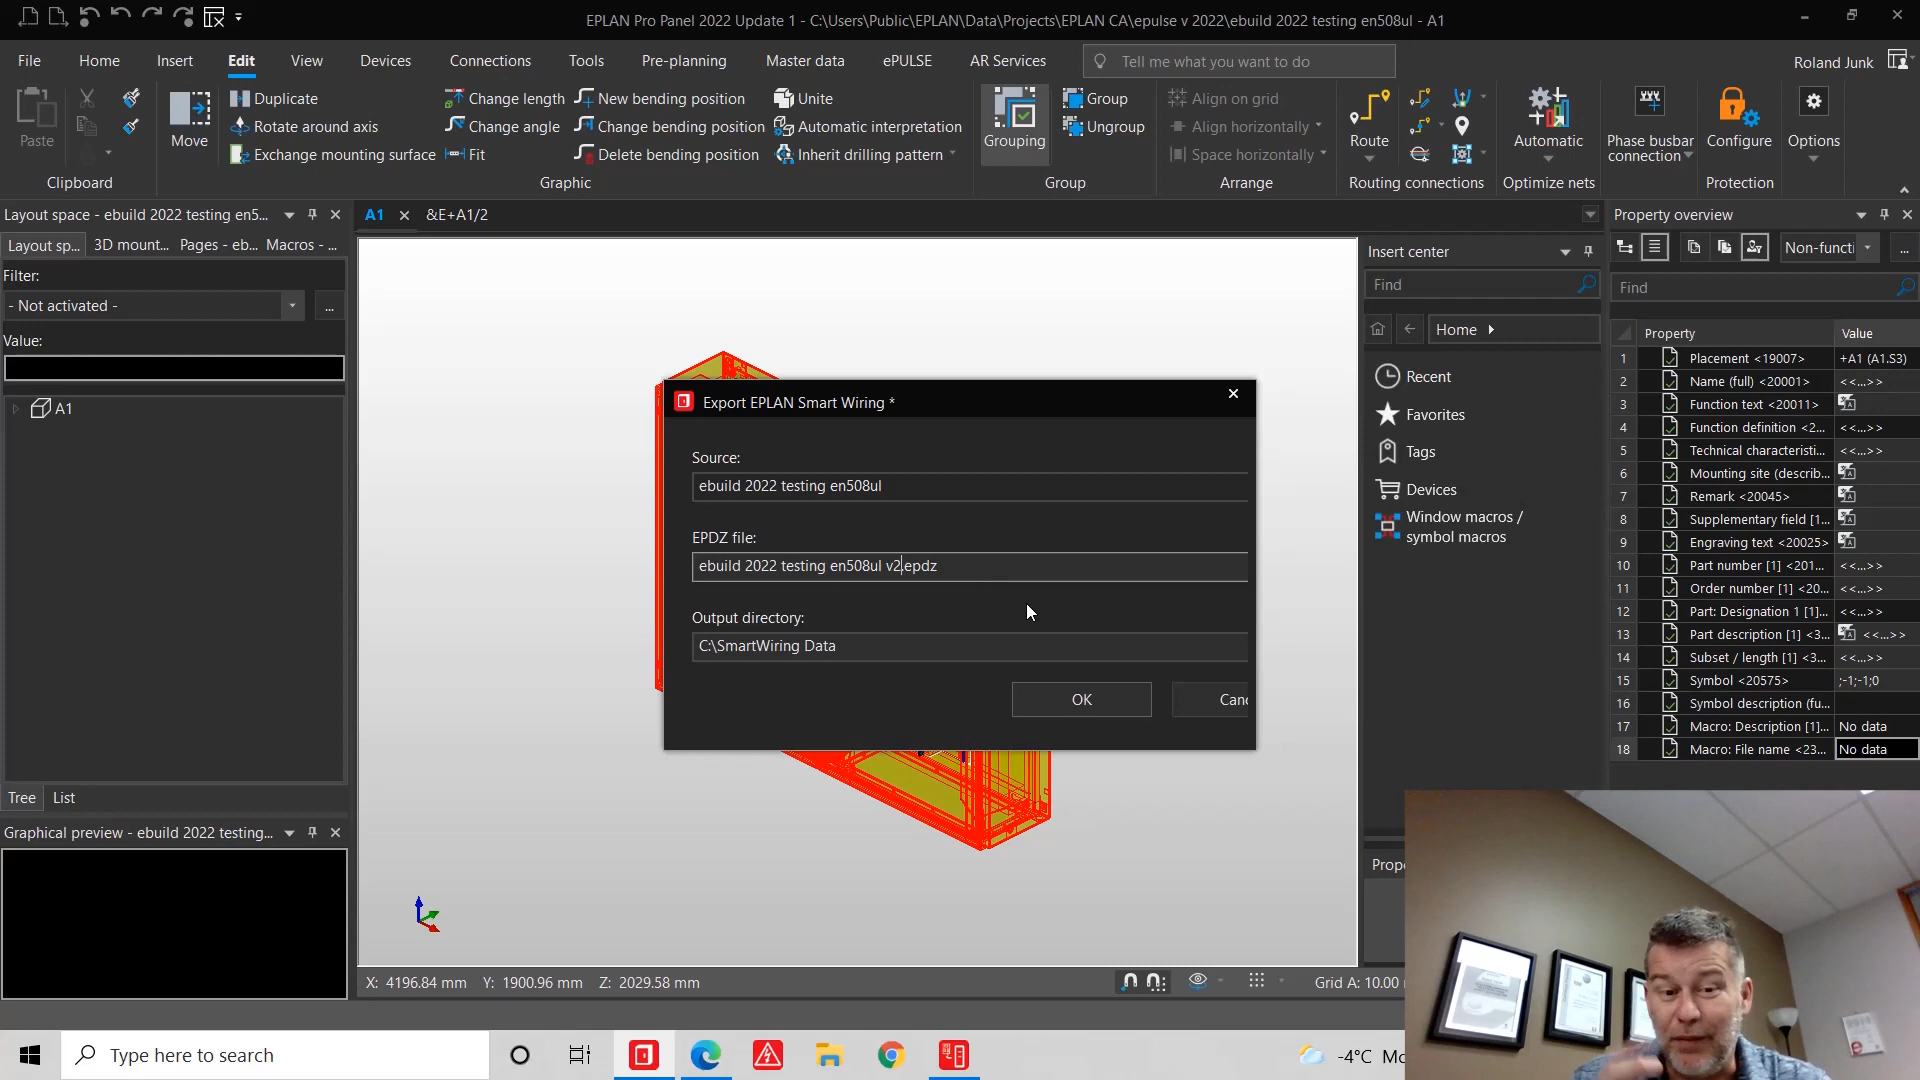 EPLAN Pro Panel 2022 Update 1 - C:\Users\Public\EPLAN\Data\Projects\EPLAN CA\epulse v 2022\ebuild 2022 testing en508ul - A1
File Home Insert Edit View Devices Connections Tools Pre-planning Master data ePULSE AR Services Tell me what you want to do Roland Junk
Duplicate Change length New bending position Unite Group Align on grid
Rotate around axis Change angle Change bending position Automatic interpretation Ungroup Align horizontally
Paste Move Grouping Route Automatic Phase busbar connection Configure Options
Exchange mounting surface Fit Delete bending position Inherit drilling pattern Space horizontally
Clipboard Graphic Group Arrange Routing connections Optimize nets Protection
Layout space - ebuild 2022 testing en5... A1 &E+A1/2 Property overview
Layout sp... 3D mount... Pages - eb... Macros - ... Insert center Non-functi ...
Filter: Find Find
- Not activated - ...
Value: Home Property Value
1 Placement <19007> +A1 (A1.S3)
2 Name (full) <20001> <<...>>
3 Function text <20011>
4 Function definition <2... <<...>>
5 Technical characteristi... <<...>>
6 Mounting site (describ...
7 Remark <20045>
8 Supplementary field [1...
9 Engraving text <20025>
10 Part number [1] <20... <<...>>
11 Order number [1] <20... <<...>>
12 Part: Designation 1 [1]... <<...>>
13 Part description [1] <3... <<...>>
14 Subset / length [1] <3... <<...>>
15 Symbol <20575> ;-1;-1;0
16 Symbol description (fu...
17 Macro: Description [1]... No data
18 Macro: File name <23... No data
A1
Recent
Favorites
Tags
Devices
Window macros /
symbol macros
Export EPLAN Smart Wiring *
Source:
ebuild 2022 testing en508ul
EPDZ file:
ebuild 2022 testing en508ul v2.epdz
Output directory:
C:\SmartWiring Data
OK Canc
Tree List
Graphical preview - ebuild 2022 testing...
Prope
X: 4196.84 mm Y: 1900.96 mm Z: 2029.58 mm Grid A: 10.00
Type here to search -4°C Mo